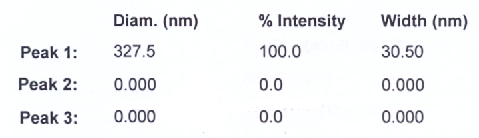 Diam. (nm) % Intensity Width (nm)
Peak 1: 327.5 100.0 30.50
Peak 2: 0.000 0.0 0.000
Peak 3: 0.000 0.0 0.000